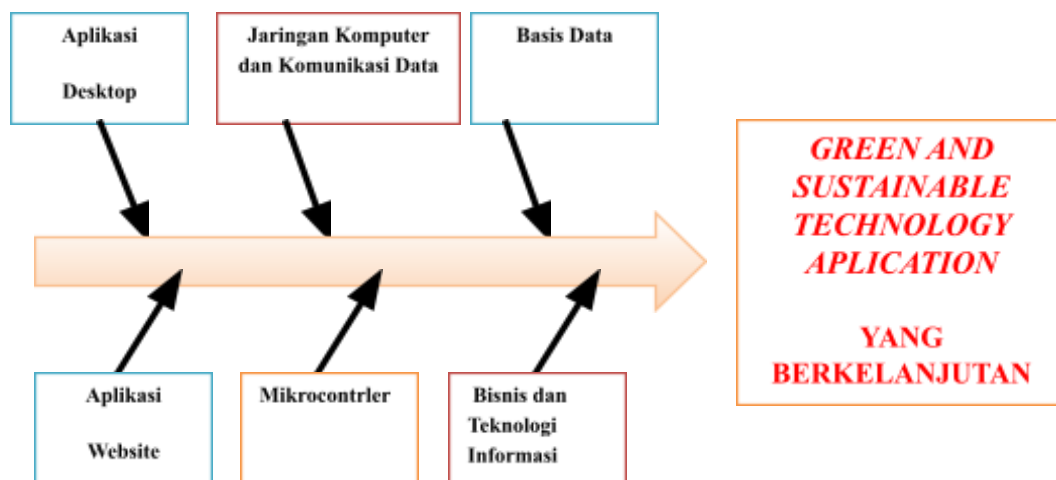 Aplikasi
Desktop
Jaringan Komputer
dan Komunikasi Data
Basis Data
GREEN AND
SUSTAINABLE
TECHNOLOGY
APLICATION
YANG
BERKELANJUTAN
Aplikasi
Website
Mikrocontrler
Bisnis dan
Teknologi
Informasi